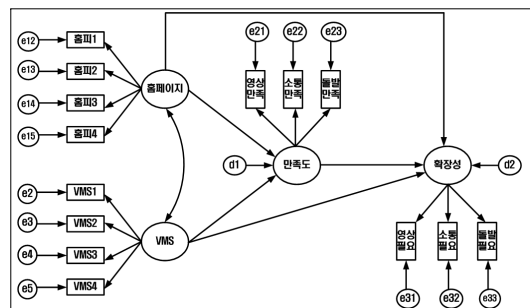 e12 홈피1
e13 홈피2
e14 홈피3
e15 홈피4
홈페이지
e21 e22 e23
영상 소통 돌발
만족 만족 만족
d1 만족도 확장성 d2
e2 VMS1
e3 VMS2
e4 VMS3
e5 VMS4
VMS
영상 소통 돌발
필요 필요 필요
e31 e32 e33